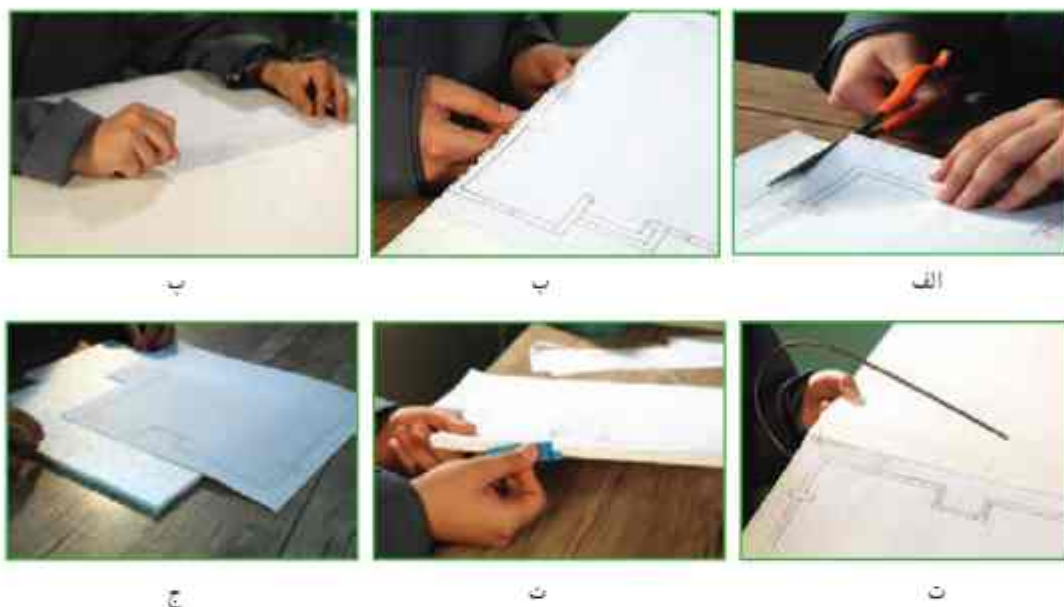 الف ب پ
ت ث ج